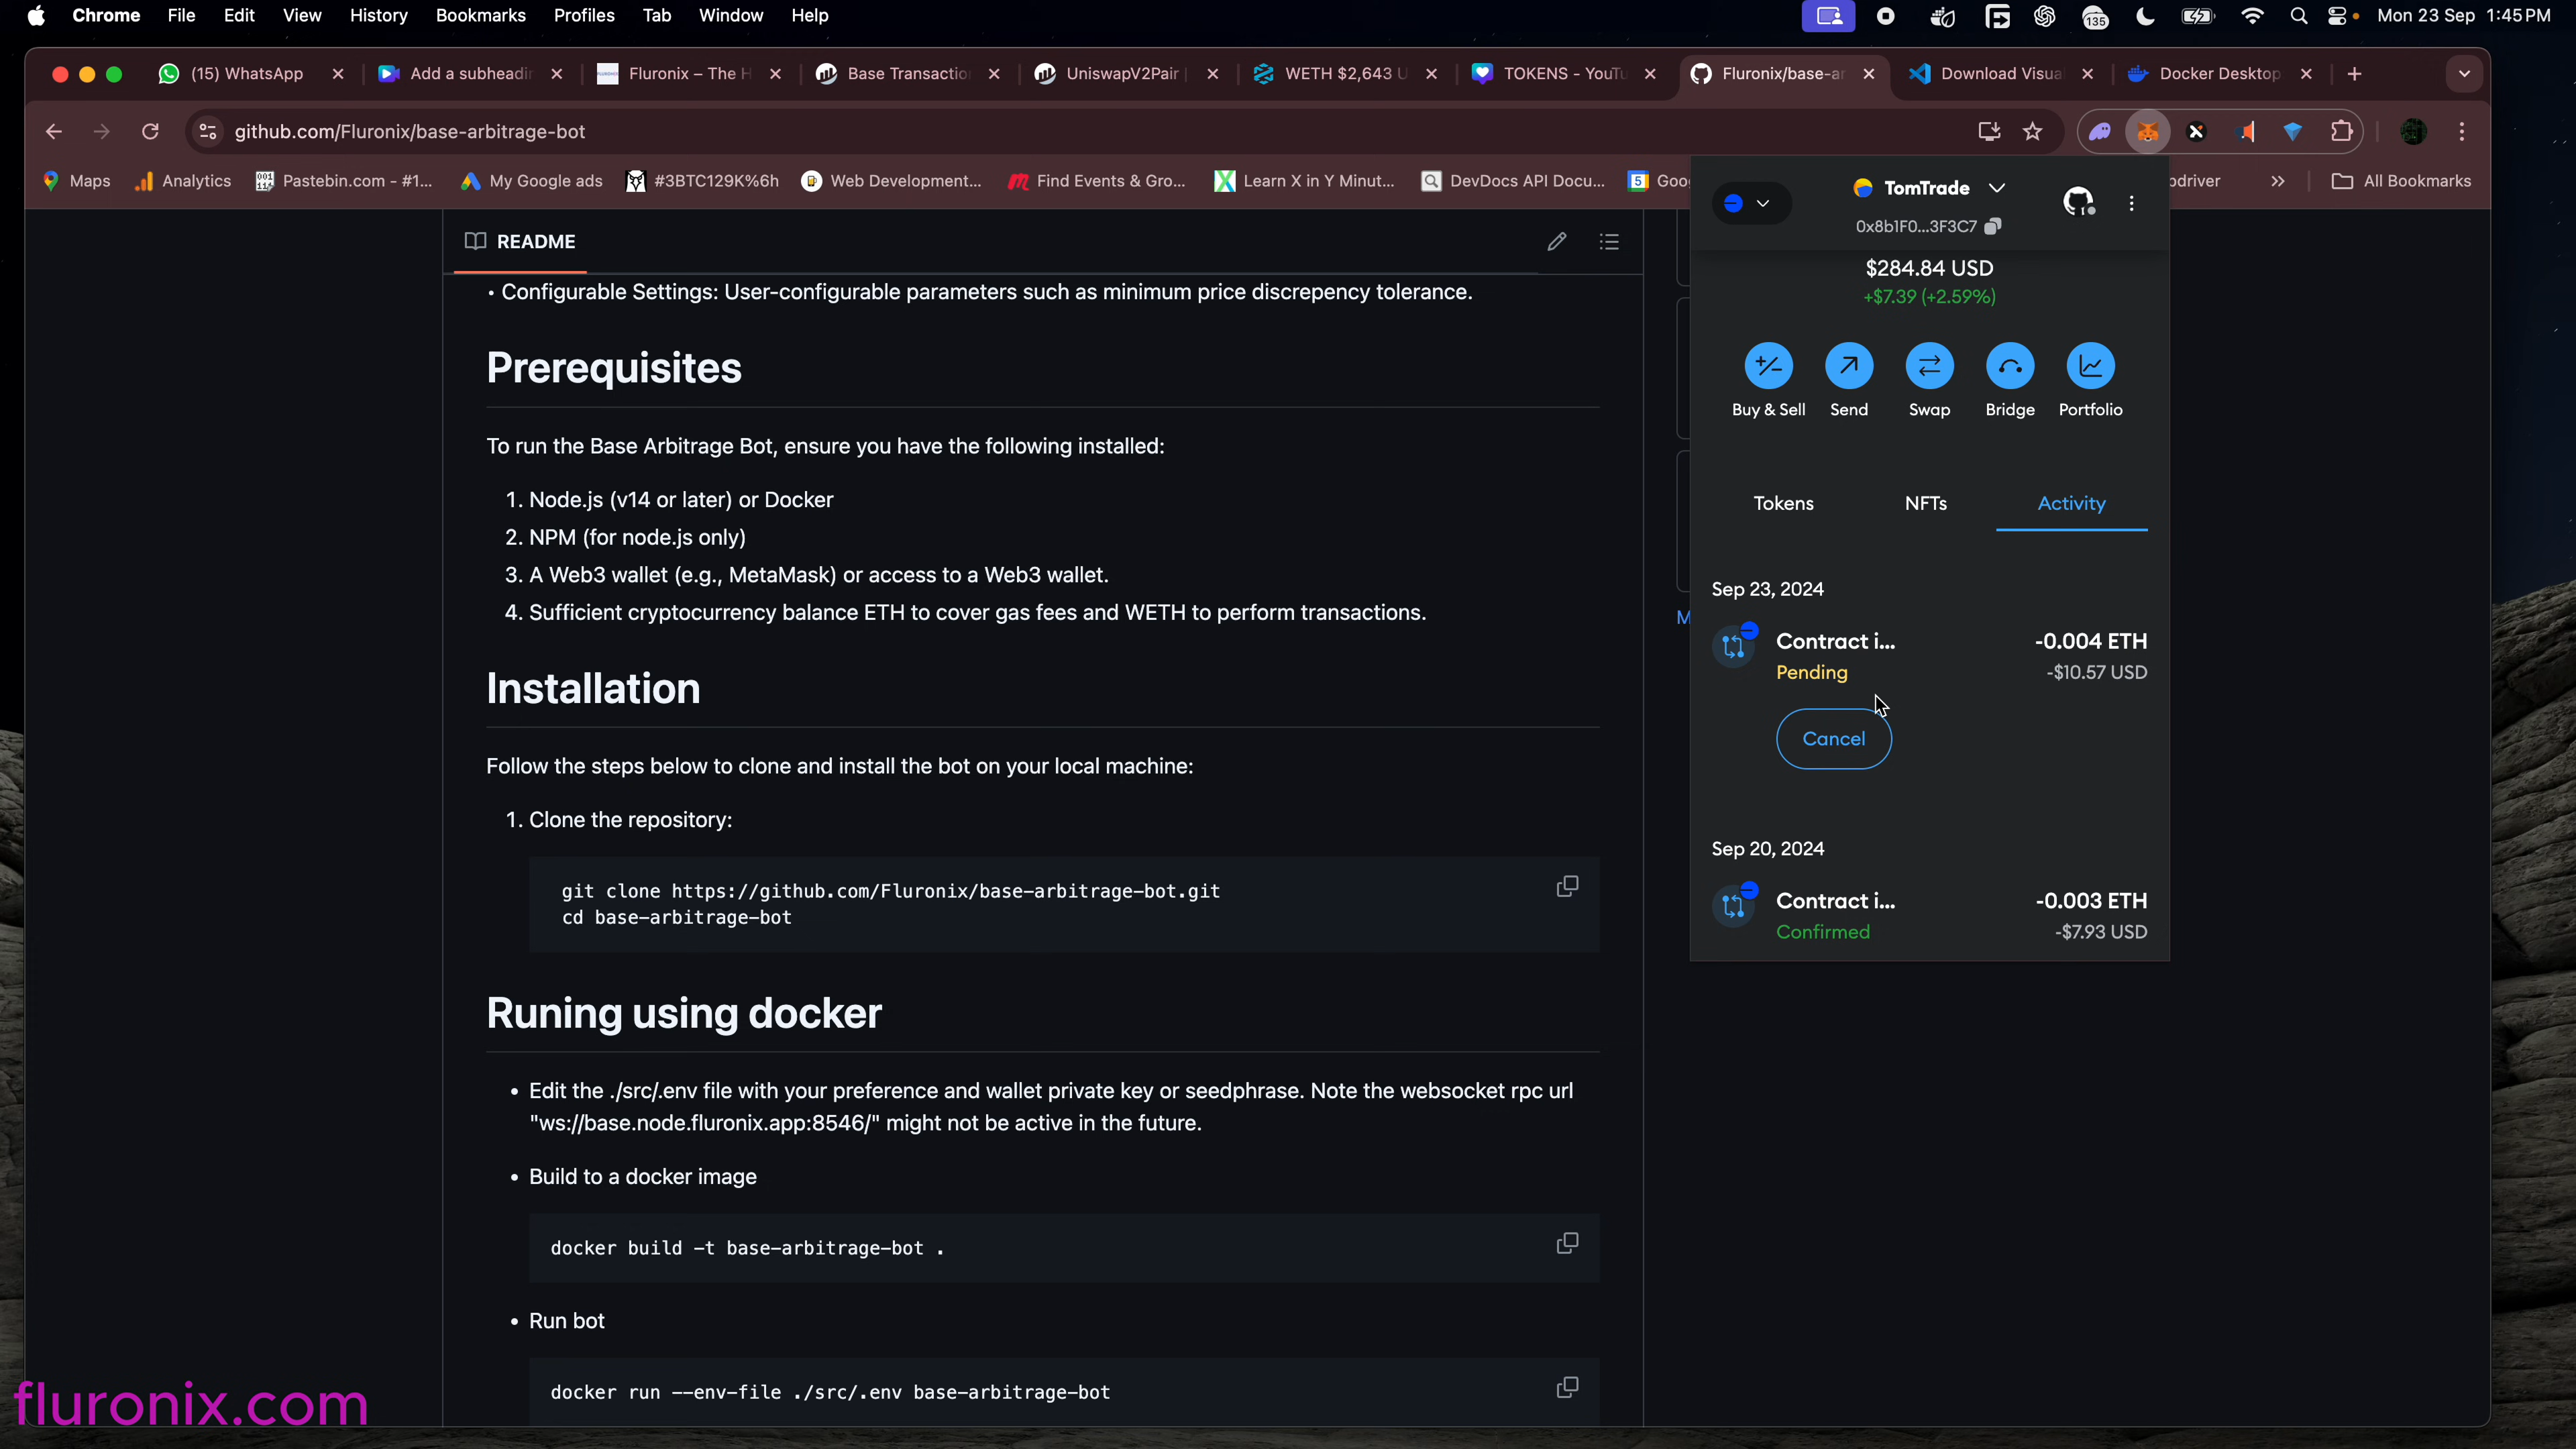 Chrome File Edit View History Bookmarks Profiles Tab Window Help
135
Mon 23 Sep 1:45 PM
(15) WhatsApp
Add a subheadin
Fluronix – The H
Base Transaction
UniswapV2Pair
WETH $2,643 U
TOKENS - YouTu
Fluronix/base-ar
Download Visual
Docker Desktop
github.com/Fluronix/base-arbitrage-bot
Maps
Analytics
Pastebin.com - #1...
My Google ads
#3BTC129K%6h
Web Development...
Find Events & Gro...
Learn X in Y Minut...
DevDocs API Docu...
5 Goo
bdriver
All Bookmarks
README
• Configurable Settings: User-configurable parameters such as minimum price discrepency tolerance.
Prerequisites
To run the Base Arbitrage Bot, ensure you have the following installed:
1. Node.js (v14 or later) or Docker
2. NPM (for node.js only)
3. A Web3 wallet (e.g., MetaMask) or access to a Web3 wallet.
4. Sufficient cryptocurrency balance ETH to cover gas fees and WETH to perform transactions.
Installation
Follow the steps below to clone and install the bot on your local machine:
1. Clone the repository:
git clone https://github.com/Fluronix/base-arbitrage-bot.git
cd base-arbitrage-bot
Runing using docker
• Edit the ./src/.env file with your preference and wallet private key or seedphrase. Note the websocket rpc url
"ws://base.node.fluronix.app:8546/" might not be active in the future.
• Build to a docker image
docker build -t base-arbitrage-bot .
• Run bot
docker run --env-file ./src/.env base-arbitrage-bot
M
TomTrade
0x8b1F0...3F3C7
$284.84 USD
+$7.39 (+2.59%)
Buy & Sell Send Swap Bridge Portfolio
Tokens NFTs Activity
Sep 23, 2024
Contract i... -0.004 ETH
Pending -$10.57 USD
Cancel
Sep 20, 2024
Contract i... -0.003 ETH
Confirmed -$7.93 USD
fluronix.com